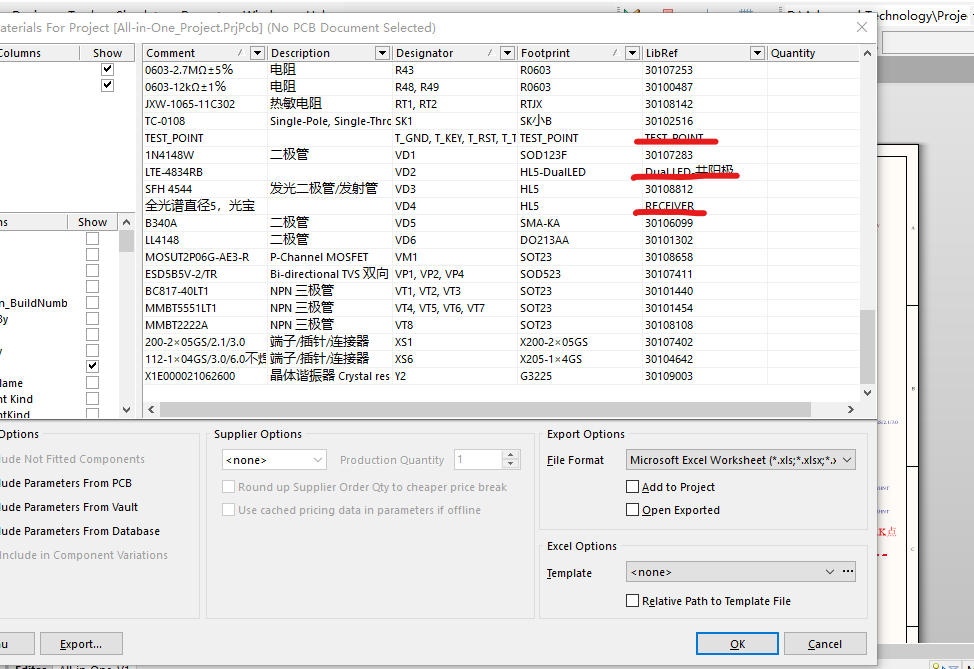 aterials For Project [All-in-One_Project.PrjPcb] (No PCB Document Selected)
echnology\Proje
Columns Show
Comment Description Designator Footprint LibRef Quantity
0603-2.7MΩ±5% 电阻 R43 R0603 30107253
0603-12kΩ±1% 电阻 R48, R49 R0603 30100487
JXW-1065-11C302 热敏电阻 RT1, RT2 RTJX 30108142
TC-0108 Single-Pole, Single-Thro SK1 SK小B 30102516
TEST_POINT T_GND, T_KEY, T_RST, T_T TEST_POINT TEST_POINT
1N4148W 二极管 VD1 SOD123F 30107283
LTE-4834RB VD2 HL5-DualLED Dual LED-共阳极
SFH 4544 发光二极管/发射管 VD3 HL5 30108812
全光谱直径5，光宝 VD4 HL5 RECEIVER
B340A 二极管 VD5 SMA-KA 30106099
LL4148 二极管 VD6 DO213AA 30101302
MOSUT2P06G-AE3-R P-Channel MOSFET VM1 SOT23 30108658
ESD5B5V-2/TR Bi-directional TVS 双向 VP1, VP2, VP4 SOD523 30107411
BC817-40LT1 NPN 三极管 VT1, VT2, VT3 SOT23 30101440
MMBT5551LT1 NPN 三极管 VT4, VT5, VT6, VT7 SOT23 30101454
MMBT2222A NPN 三极管 VT8 SOT23 30108108
200-2×05GS/2.1/3.0 端子/插针/连接器 XS1 X200-2×05GS 30107402
112-1×04GS/3.0/6.0不 端子/插针/连接器 XS6 X205-1×4GS 30104642
X1E000021062600 晶体谐振器 Crystal res Y2 G3225 30109003
ns Show
n_BuildNumb
By
y
Name
nt Kind
ntKind
Options
lude Not Fitted Components
lude Parameters From PCB
lude Parameters From Vault
lude Parameters From Database
Include in Component Variations
Supplier Options
<none> Production Quantity 1
Round up Supplier Order Qty to cheaper price break
Use cached pricing data in parameters if offline
Export Options
File Format Microsoft Excel Worksheet (*.xls;*.xlsx;*.x
Add to Project
Open Exported
Excel Options
Template <none> ...
Relative Path to Template File
nu Export... OK Cancel
A
B
C
K点
Editor All-in-One_V1